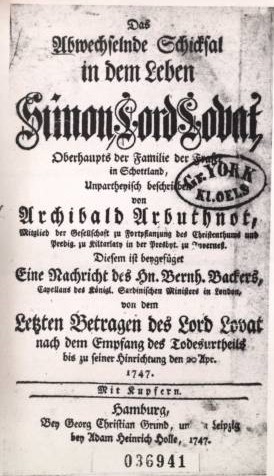 Das
Abwechselnde Schicksal
in dem Leben
Simon, Lord Lovat,
Oberhaupts der Familie der Fraser
in Schottland,
Unpartheyisch beschrieben
von
Archibald Arbuthnot,
Mitglied der Gesellschaft zu Fortpflanzung des Christenthums und
Predig. zu Kiltarlaty in der Presbyt. zu Inverneß.
Diesem ist beygefüget
Eine Nachricht des Hn. Bernh. Backers,
Capellans des Königl. Sardinischen Ministers in London,
von dem
Letzten Betragen des Lord Lovat
nach dem Empfang des Todesurtheils
bis zu seiner Hinrichtung den 20 Apr.
1747.
Mit Kupfern.
Hamburg,
Bey Georg Christian Grund, und in Leipzig
bey Adam Heinrich Holle, 1747.
YORK
KLOELS
036941